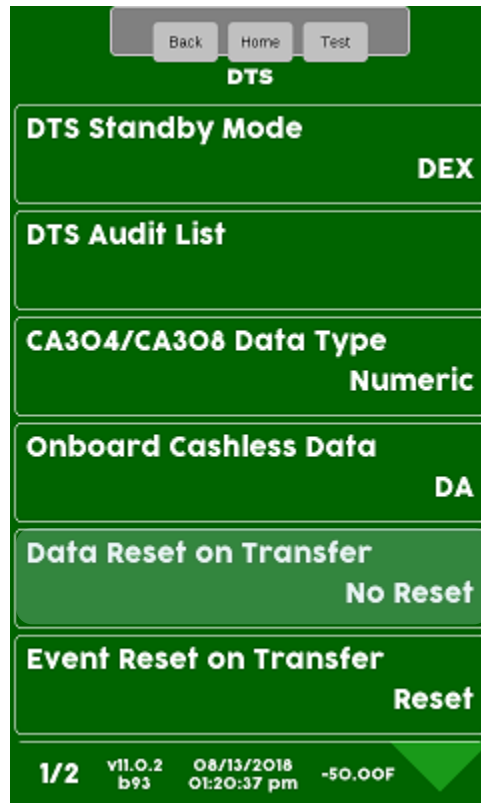 Back Home Test
DTS
DTS Standby Mode
DEX
DTS Audit List
CA304/CA308 Data Type
Numeric
Onboard Cashless Data
DA
Data Reset on Transfer
No Reset
Event Reset on Transfer
Reset
1/2 v11.0.2 b93 08/13/2018 01:20:37 pm -50.00F